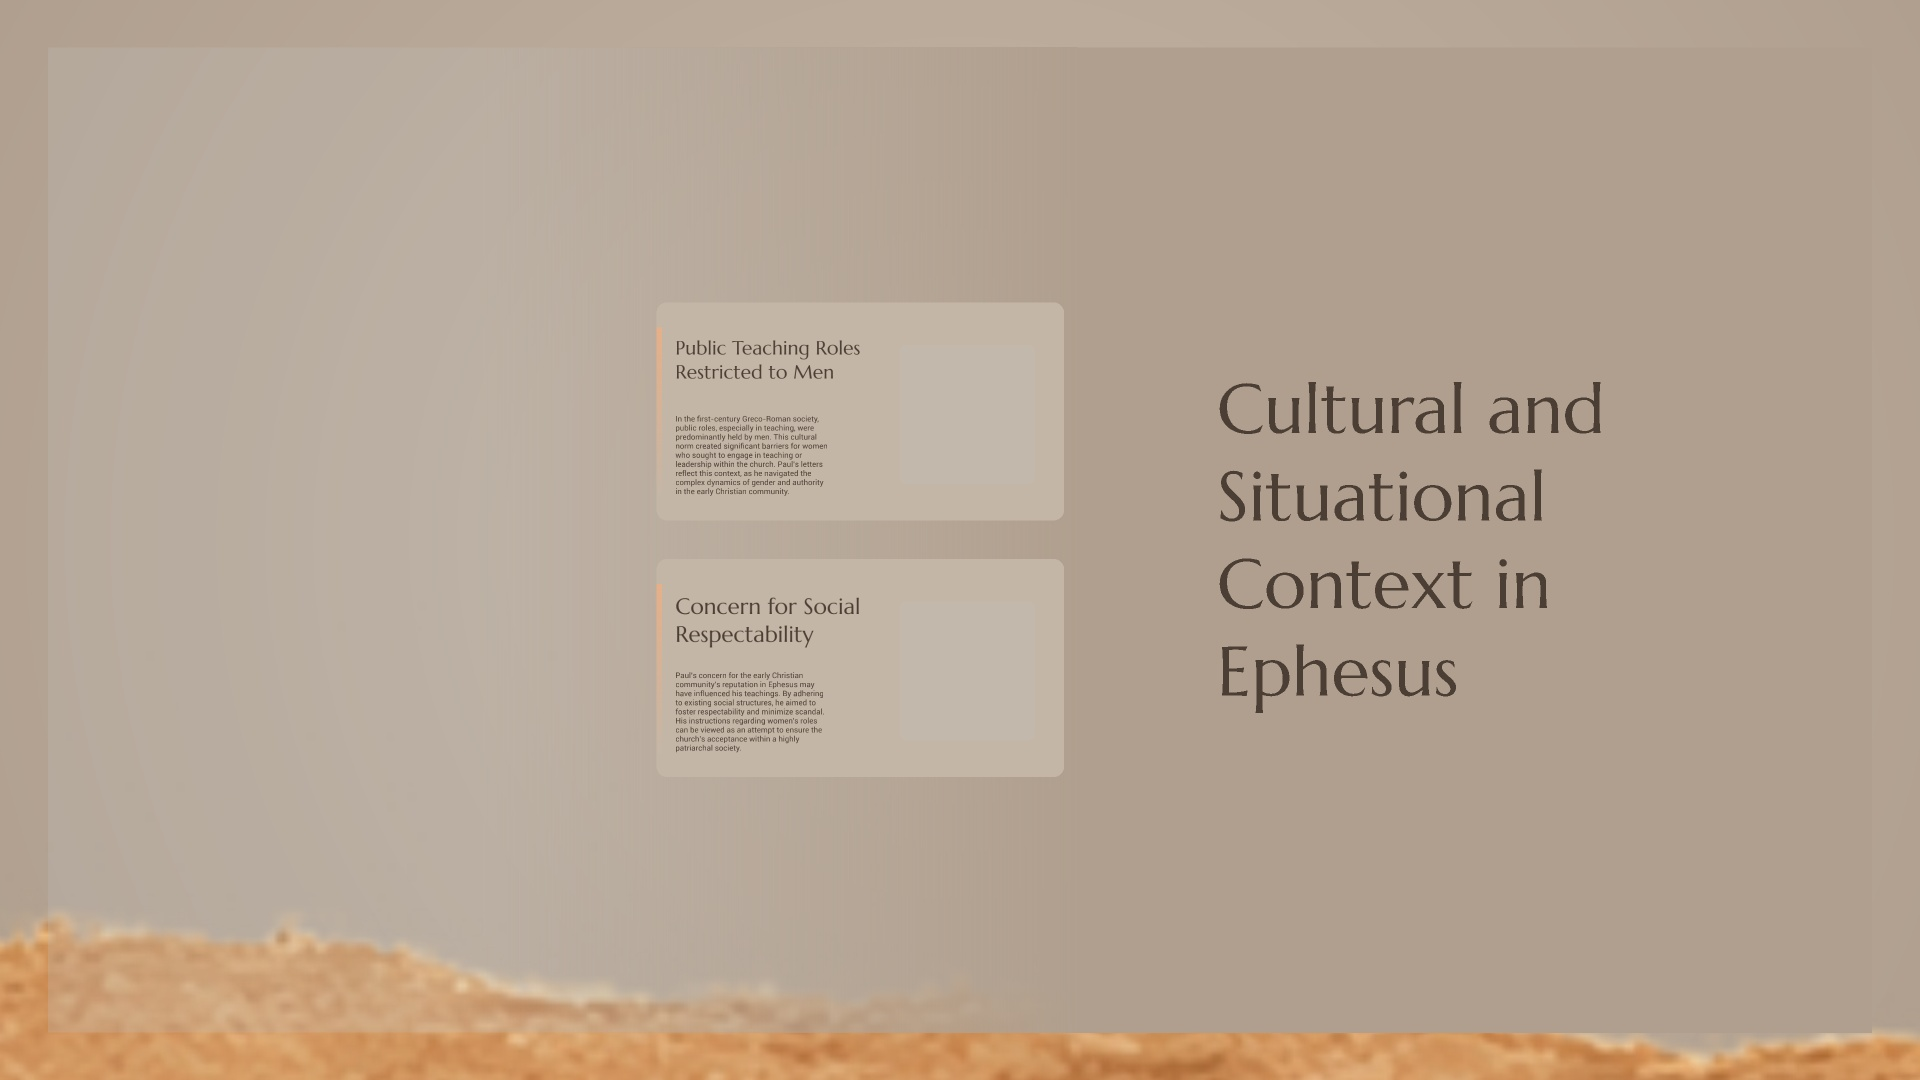 Public Teaching Roles
Restricted to Men
In the first-century Greco-Roman society,
public roles, especially in teaching, were
predominantly held by men. This cultural
norm created significant barriers for women
who sought to engage in teaching or
leadership within the church. Paul's letters
reflect this context, as he navigated the
complex dynamics of gender and authority
in the early Christian community.
Concern for Social
Respectability
Paul's concern for the early Christian
community's reputation in Ephesus may
have influenced his teachings. By adhering
to existing social structures, he aimed to
foster respectability and minimize scandal.
His instructions regarding women's roles
can be viewed as an attempt to ensure the
church's acceptance within a highly
patriarchal society.
Cultural and
Situational
Context in
Ephesus